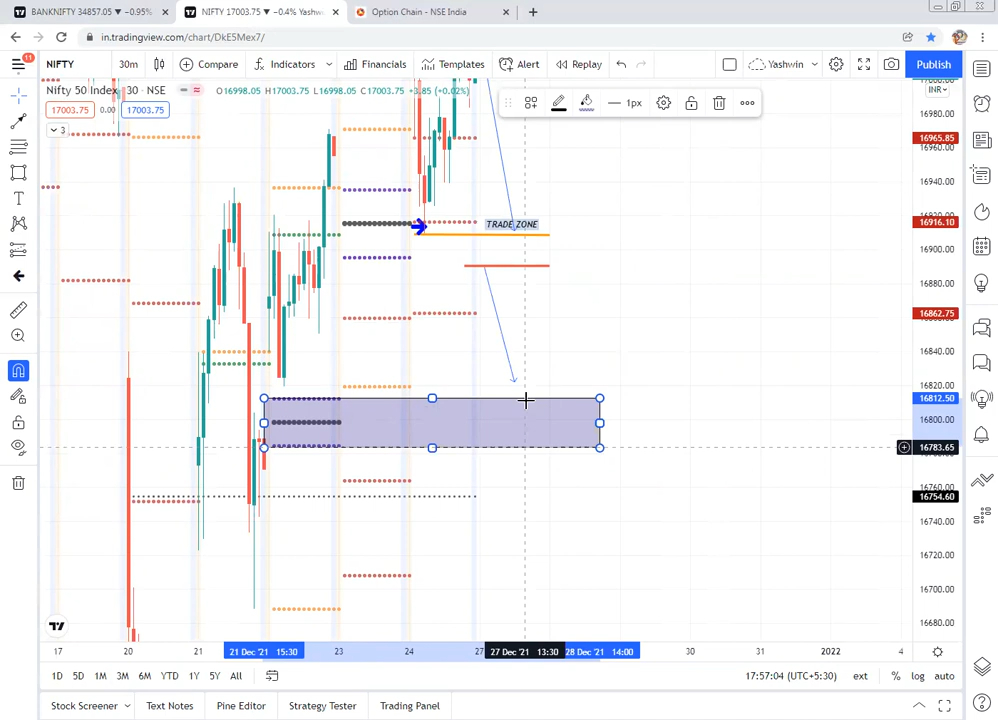 BANKNIFTY 34857.05 ▼ −0.95%
NIFTY 17003.75 ▼ −0.4% Yashwi
Option Chain - NSE India
in.tradingview.com/chart/DkE5Mex7/
11
NIFTY 30m Compare Indicators Financials Templates Alert Replay Yashwin Publish
Nifty 50 Index · 30 · NSE O16998.05 H17003.75 L16998.05 C17003.75 +3.85 (+0.02%)
INR
17003.75 0.00 17003.75
1px
3
16980.00
16965.85
16960.00
16940.00
16916.10
TRADE ZONE
16900.00
16880.00
16862.75
16840.00
16820.00
16812.50
16800.00
16783.65
16760.00
16754.60
16740.00
16720.00
16700.00
16680.00
17 20 21 21 Dec '21 15:30 23 24 27 27 Dec '21 13:30 28 Dec '21 14:00 30 31 2022 4
1D 5D 1M 3M 6M YTD 1Y 5Y All 17:57:04 (UTC+5:30) ext % log auto
Stock Screener Text Notes Pine Editor Strategy Tester Trading Panel